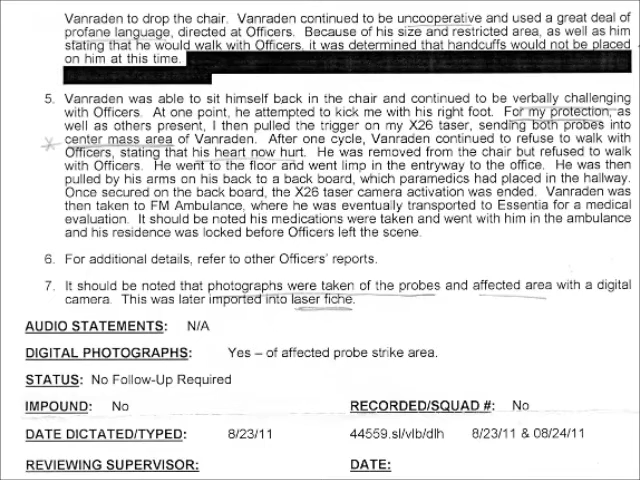 Vanraden to drop the chair. Vanraden continued to be uncooperative and used a great deal of
profane language, directed at Officers. Because of his size and restricted area, as well as him
stating that he would walk with Officers, it was determined that handcuffs would not be placed
on him at this time.
5. Vanraden was able to sit himself back in the chair and continued to be verbally challenging
with Officers. At one point, he attempted to kick me with his right foot. For my protection, as
well as others present, I then pulled the trigger on my X26 taser, sending both probes into
center mass area of Vanraden. After one cycle, Vanraden continued to refuse to walk with
Officers, stating that his heart now hurt. He was removed from the chair but refused to walk
with Officers. He went to the floor and went limp in the entryway to the office. He was then
pulled by his arms on his back to a back board, which paramedics had placed in the hallway.
Once secured on the back board, the X26 taser camera activation was ended. Vanraden was
then taken to FM Ambulance, where he was eventually transported to Essentia for a medical
evaluation. It should be noted his medications were taken and went with him in the ambulance
and his residence was locked before Officers left the scene.
6. For additional details, refer to other Officers' reports.
7. It should be noted that photographs were taken of the probes and affected area with a digital
camera. This was later imported into laser fiche.
AUDIO STATEMENTS: N/A
DIGITAL PHOTOGRAPHS: Yes – of affected probe strike area.
STATUS: No Follow-Up Required
IMPOUND: No RECORDED/SQUAD #: No
DATE DICTATED/TYPED: 8/23/11 44559.sl/vlb/dlh 8/23/11 & 08/24/11
REVIEWING SUPERVISOR: DATE: